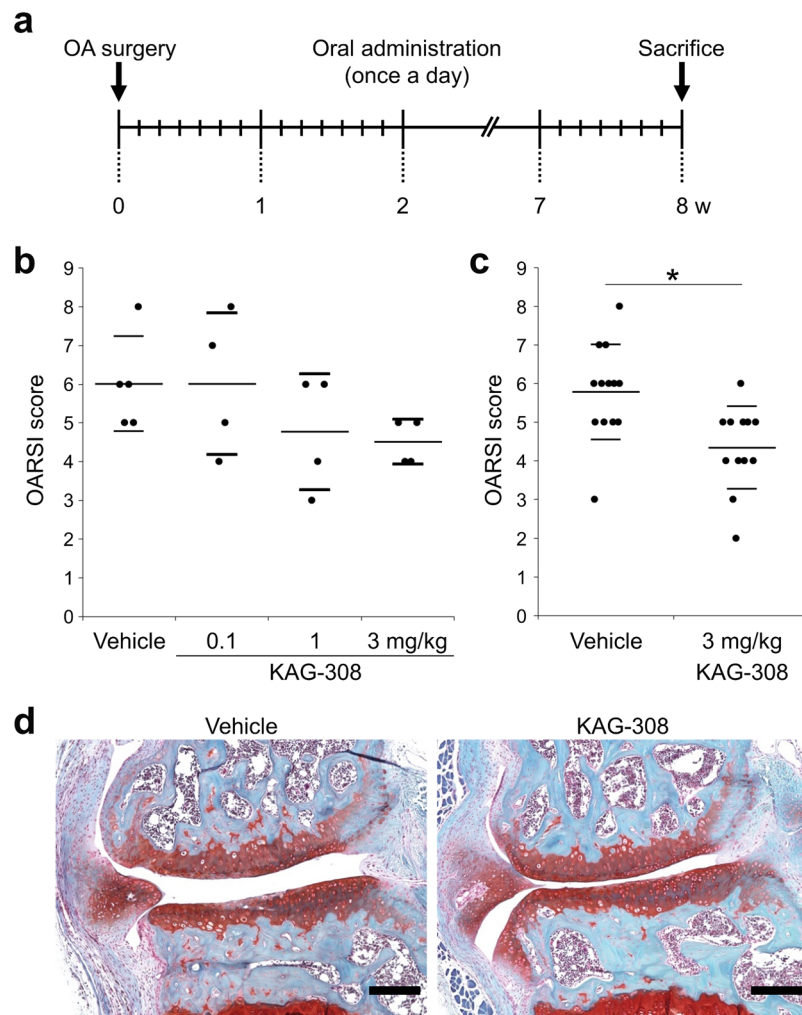 a
OA surgery
Oral administration
(once a day)
Sacrifice
0 1 2 7 8 w
b
OARSI score
9
8
7
6
5
4
3
2
1
0
Vehicle 0.1 1 3 mg/kg
KAG-308
c
OARSI score
9
8
7
6
5
4
3
2
1
0
*
Vehicle 3 mg/kg
KAG-308
d
Vehicle
KAG-308